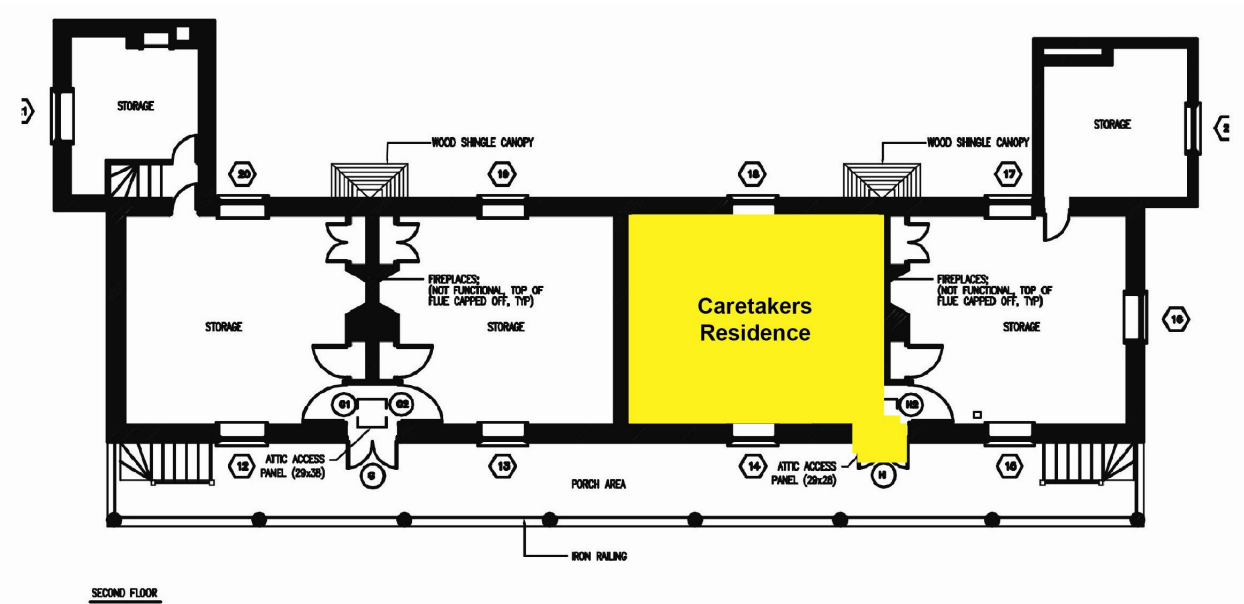 STORAGE
STORAGE
WOOD SHINGLE CANOPY
WOOD SHINGLE CANOPY
20
19
18
17
FIREPLACES;
(NOT FUNCTIONAL, TOP OF
FLUE CAPPED OFF, TYP)
FIREPLACES;
(NOT FUNCTIONAL, TOP OF
FLUE CAPPED OFF, TYP)
Caretakers
Residence
STORAGE
STORAGE
STORAGE
16
G1
G2
H2
12
ATTIC ACCESS
PANEL (29x38)
G
13
14
ATTIC ACCESS
PANEL (29x28)
H
15
PORCH AREA
IRON RAILING
SECOND FLOOR